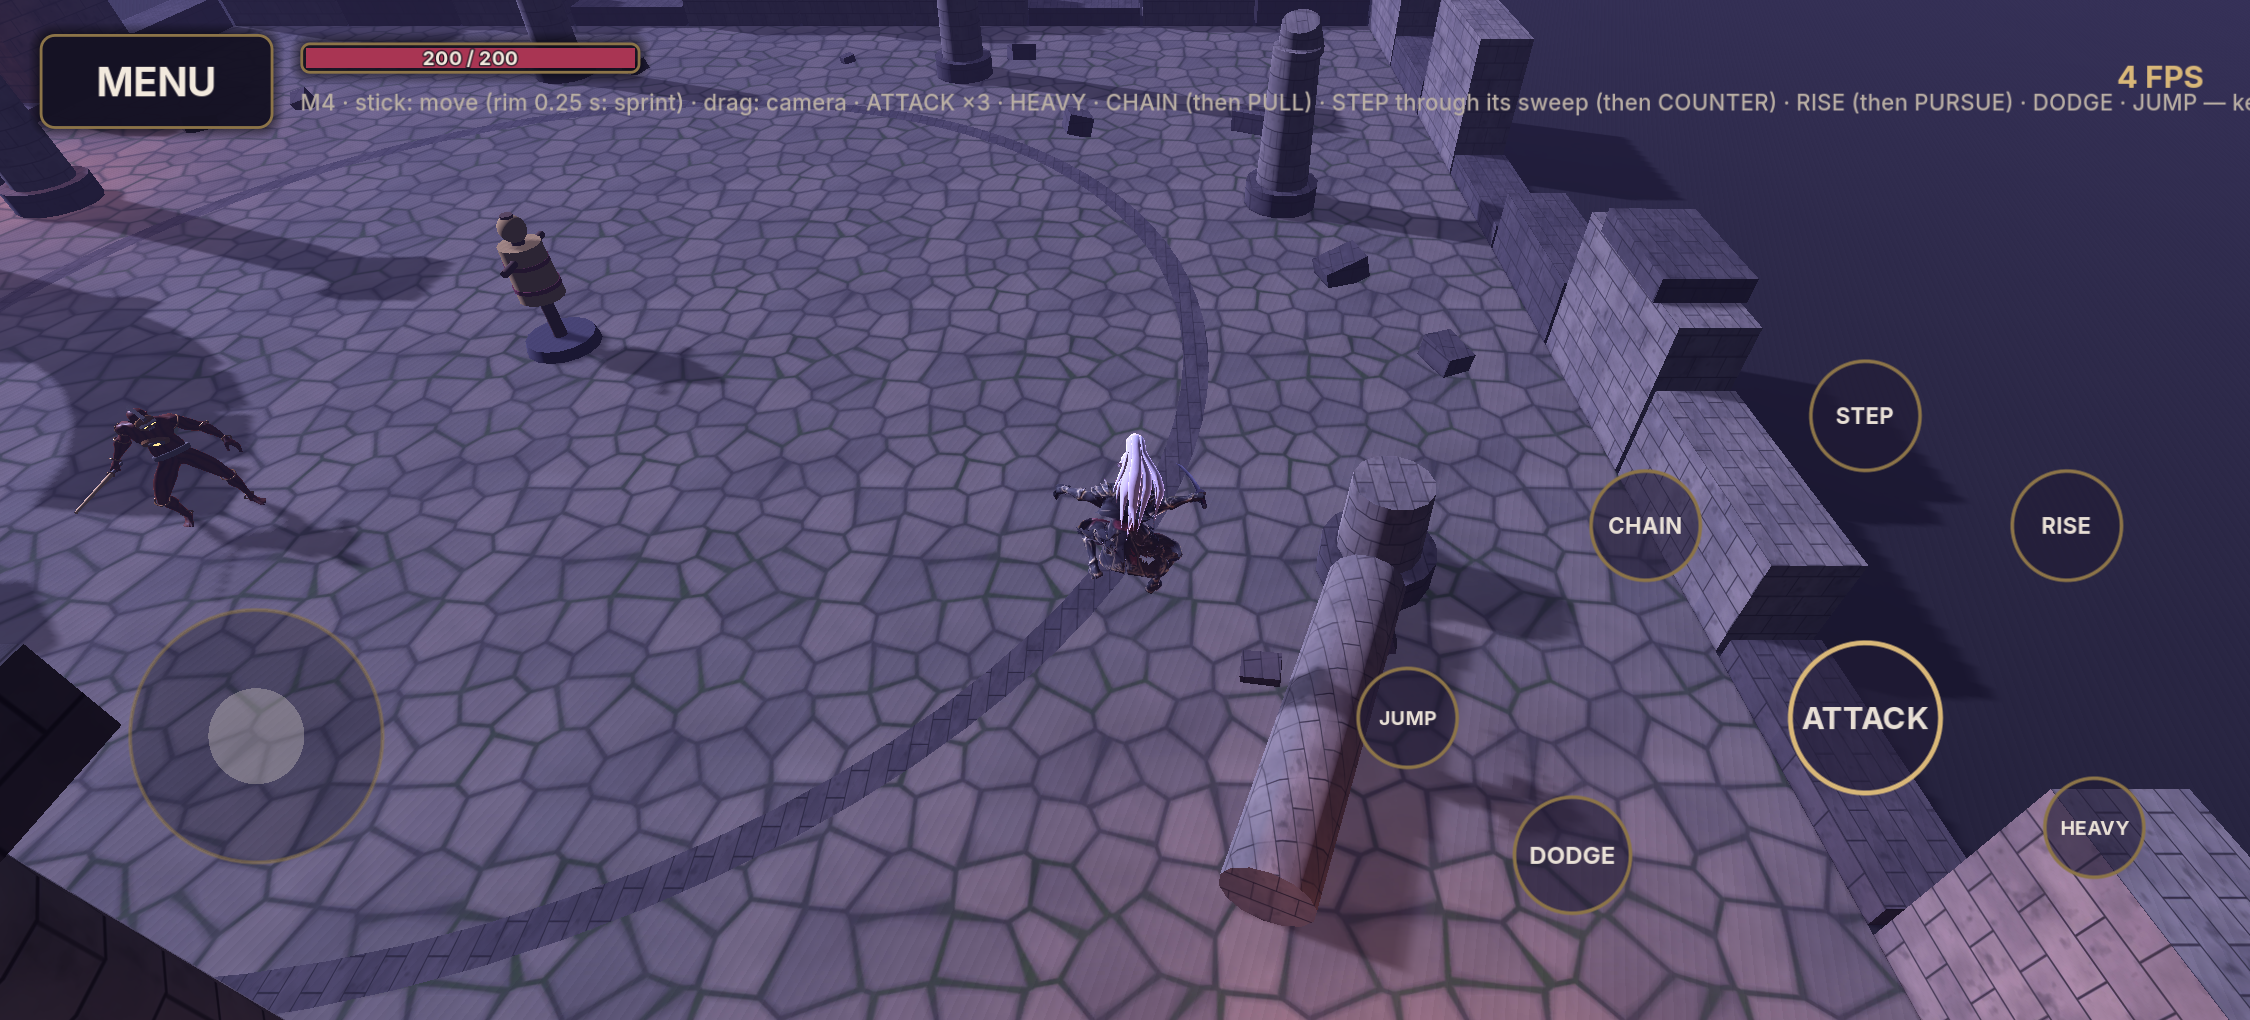 MENU
200 / 200
4 FPS
M4 · stick: move (rim 0.25 s: sprint) · drag: camera · ATTACK ×3 · HEAVY · CHAIN (then PULL) · STEP through its sweep (then COUNTER) · RISE (then PURSUE) · DODGE · JUMP —
STEP
CHAIN
RISE
JUMP
ATTACK
HEAVY
DODGE